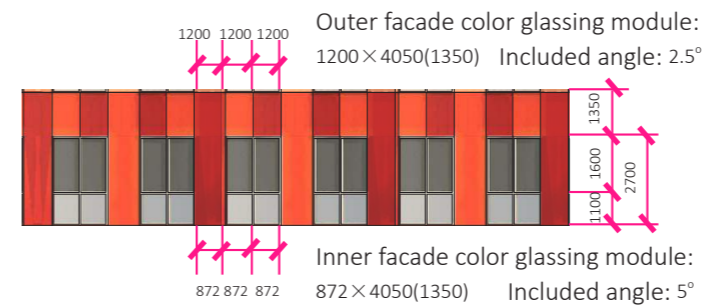 Outer facade color glassing module:
1200 1200 1200
1200×4050(1350) Included angle: 2.5°
1350
1600
2700
1100
Inner facade color glassing module:
872 872 872
872×4050(1350) Included angle: 5°